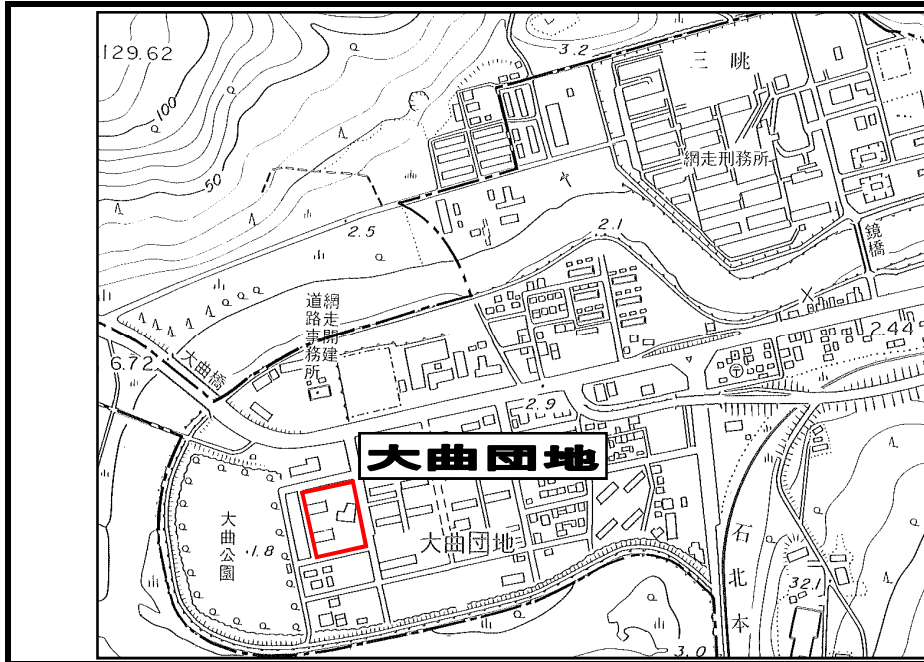 129.62
100
50
3.2
三眺
網走刑務所
2.5
2.1
鏡橋
網走開建
道路事務所
2.44
大曲橋
6.72
2.9
大曲団地
大曲公園
1.8
大曲団地
石北本
32.1
3.0